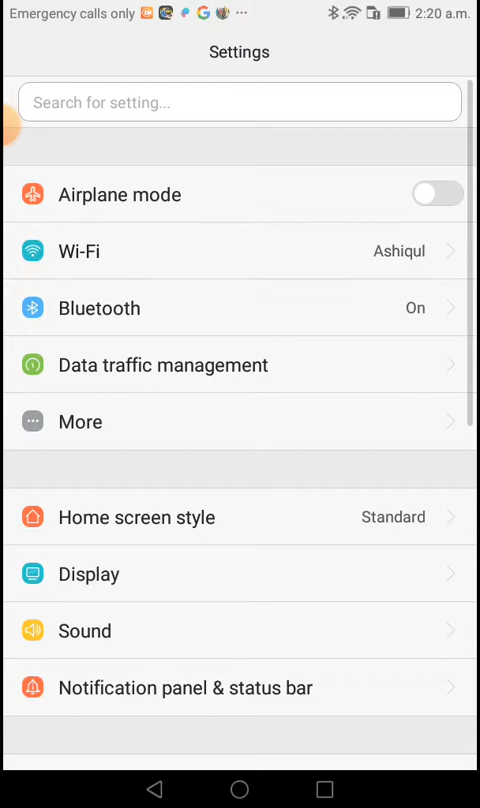 Emergency calls only 2:20 a.m.
Settings
Search for setting...
Airplane mode
Wi-Fi Ashiqul
Bluetooth On
Data traffic management
More
Home screen style Standard
Display
Sound
Notification panel & status bar